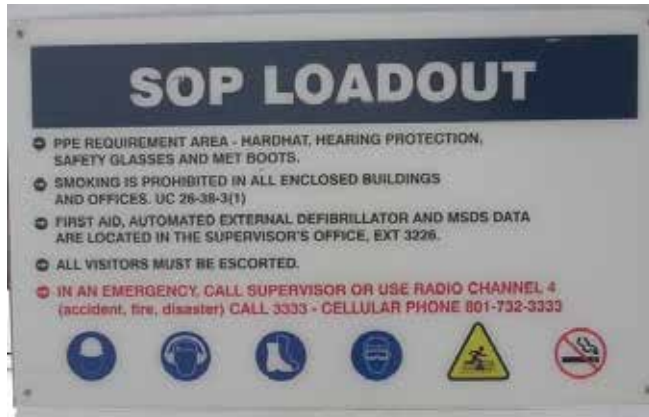 SOP LOADOUT
PPE REQUIREMENT AREA - HARDHAT, HEARING PROTECTION,
SAFETY GLASSES AND MET BOOTS.
SMOKING IS PROHIBITED IN ALL ENCLOSED BUILDINGS
AND OFFICES. UC 26-38-3(1)
FIRST AID, AUTOMATED EXTERNAL DEFIBRILLATOR AND MSDS DATA
ARE LOCATED IN THE SUPERVISOR'S OFFICE, EXT 3226.
ALL VISITORS MUST BE ESCORTED.
IN AN EMERGENCY, CALL SUPERVISOR OR USE RADIO CHANNEL 4
(accident, fire, disaster) CALL 3333 - CELLULAR PHONE 801-732-3333